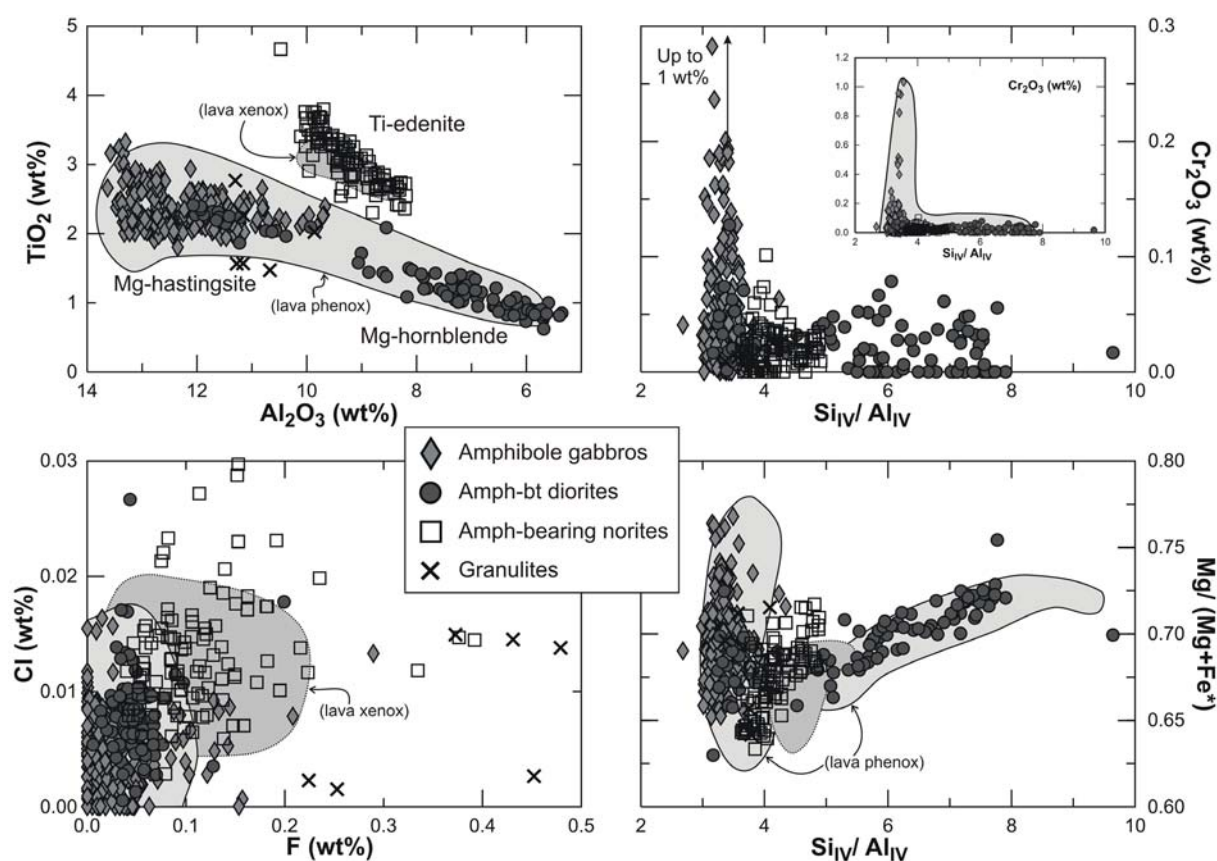 5
4
3
2
1
0
TiO2 (wt%)
14
12
10
8
6
Al2O3 (wt%)
(lava xenox)
Ti-edenite
Mg-hastingsite
(lava phenox)
Mg-hornblende
Up to
1 wt%
1.2
1.0
0.8
0.6
0.4
0.2
0.0
Cr2O3 (wt%)
2
4
6
8
10
SiIV/ AlIV
0.3
0.2
0.1
0.0
Cr2O3 (wt%)
2
4
6
8
10
SiIV/ AlIV
Amphibole gabbros
Amph-bt diorites
Amph-bearing norites
Granulites
0.03
0.02
0.01
0.00
Cl (wt%)
0.0
0.1
0.2
0.3
0.4
0.5
F (wt%)
(lava xenox)
(lava phenox)
0.80
0.75
0.70
0.65
0.60
Mg/ (Mg+Fe*)
2
4
6
8
10
SiIV/ AlIV